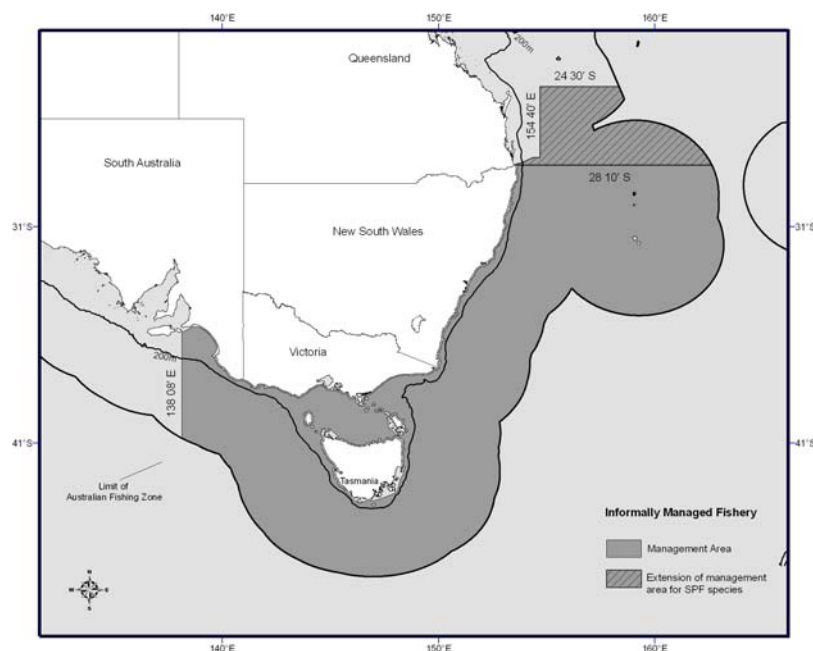 140°E
150°E
160°E
200m
Queensland
24 30' S
154 40' E
South Australia
28 10' S
31°S
31°S
New South Wales
Victoria
200m
138 08' E
41°S
41°S
Tasmania
Limit of
Australian Fishing Zone
Informally Managed Fishery
Management Area
Extension of management
area for SPF species
N
W
E
S
140°E
150°E
160°E